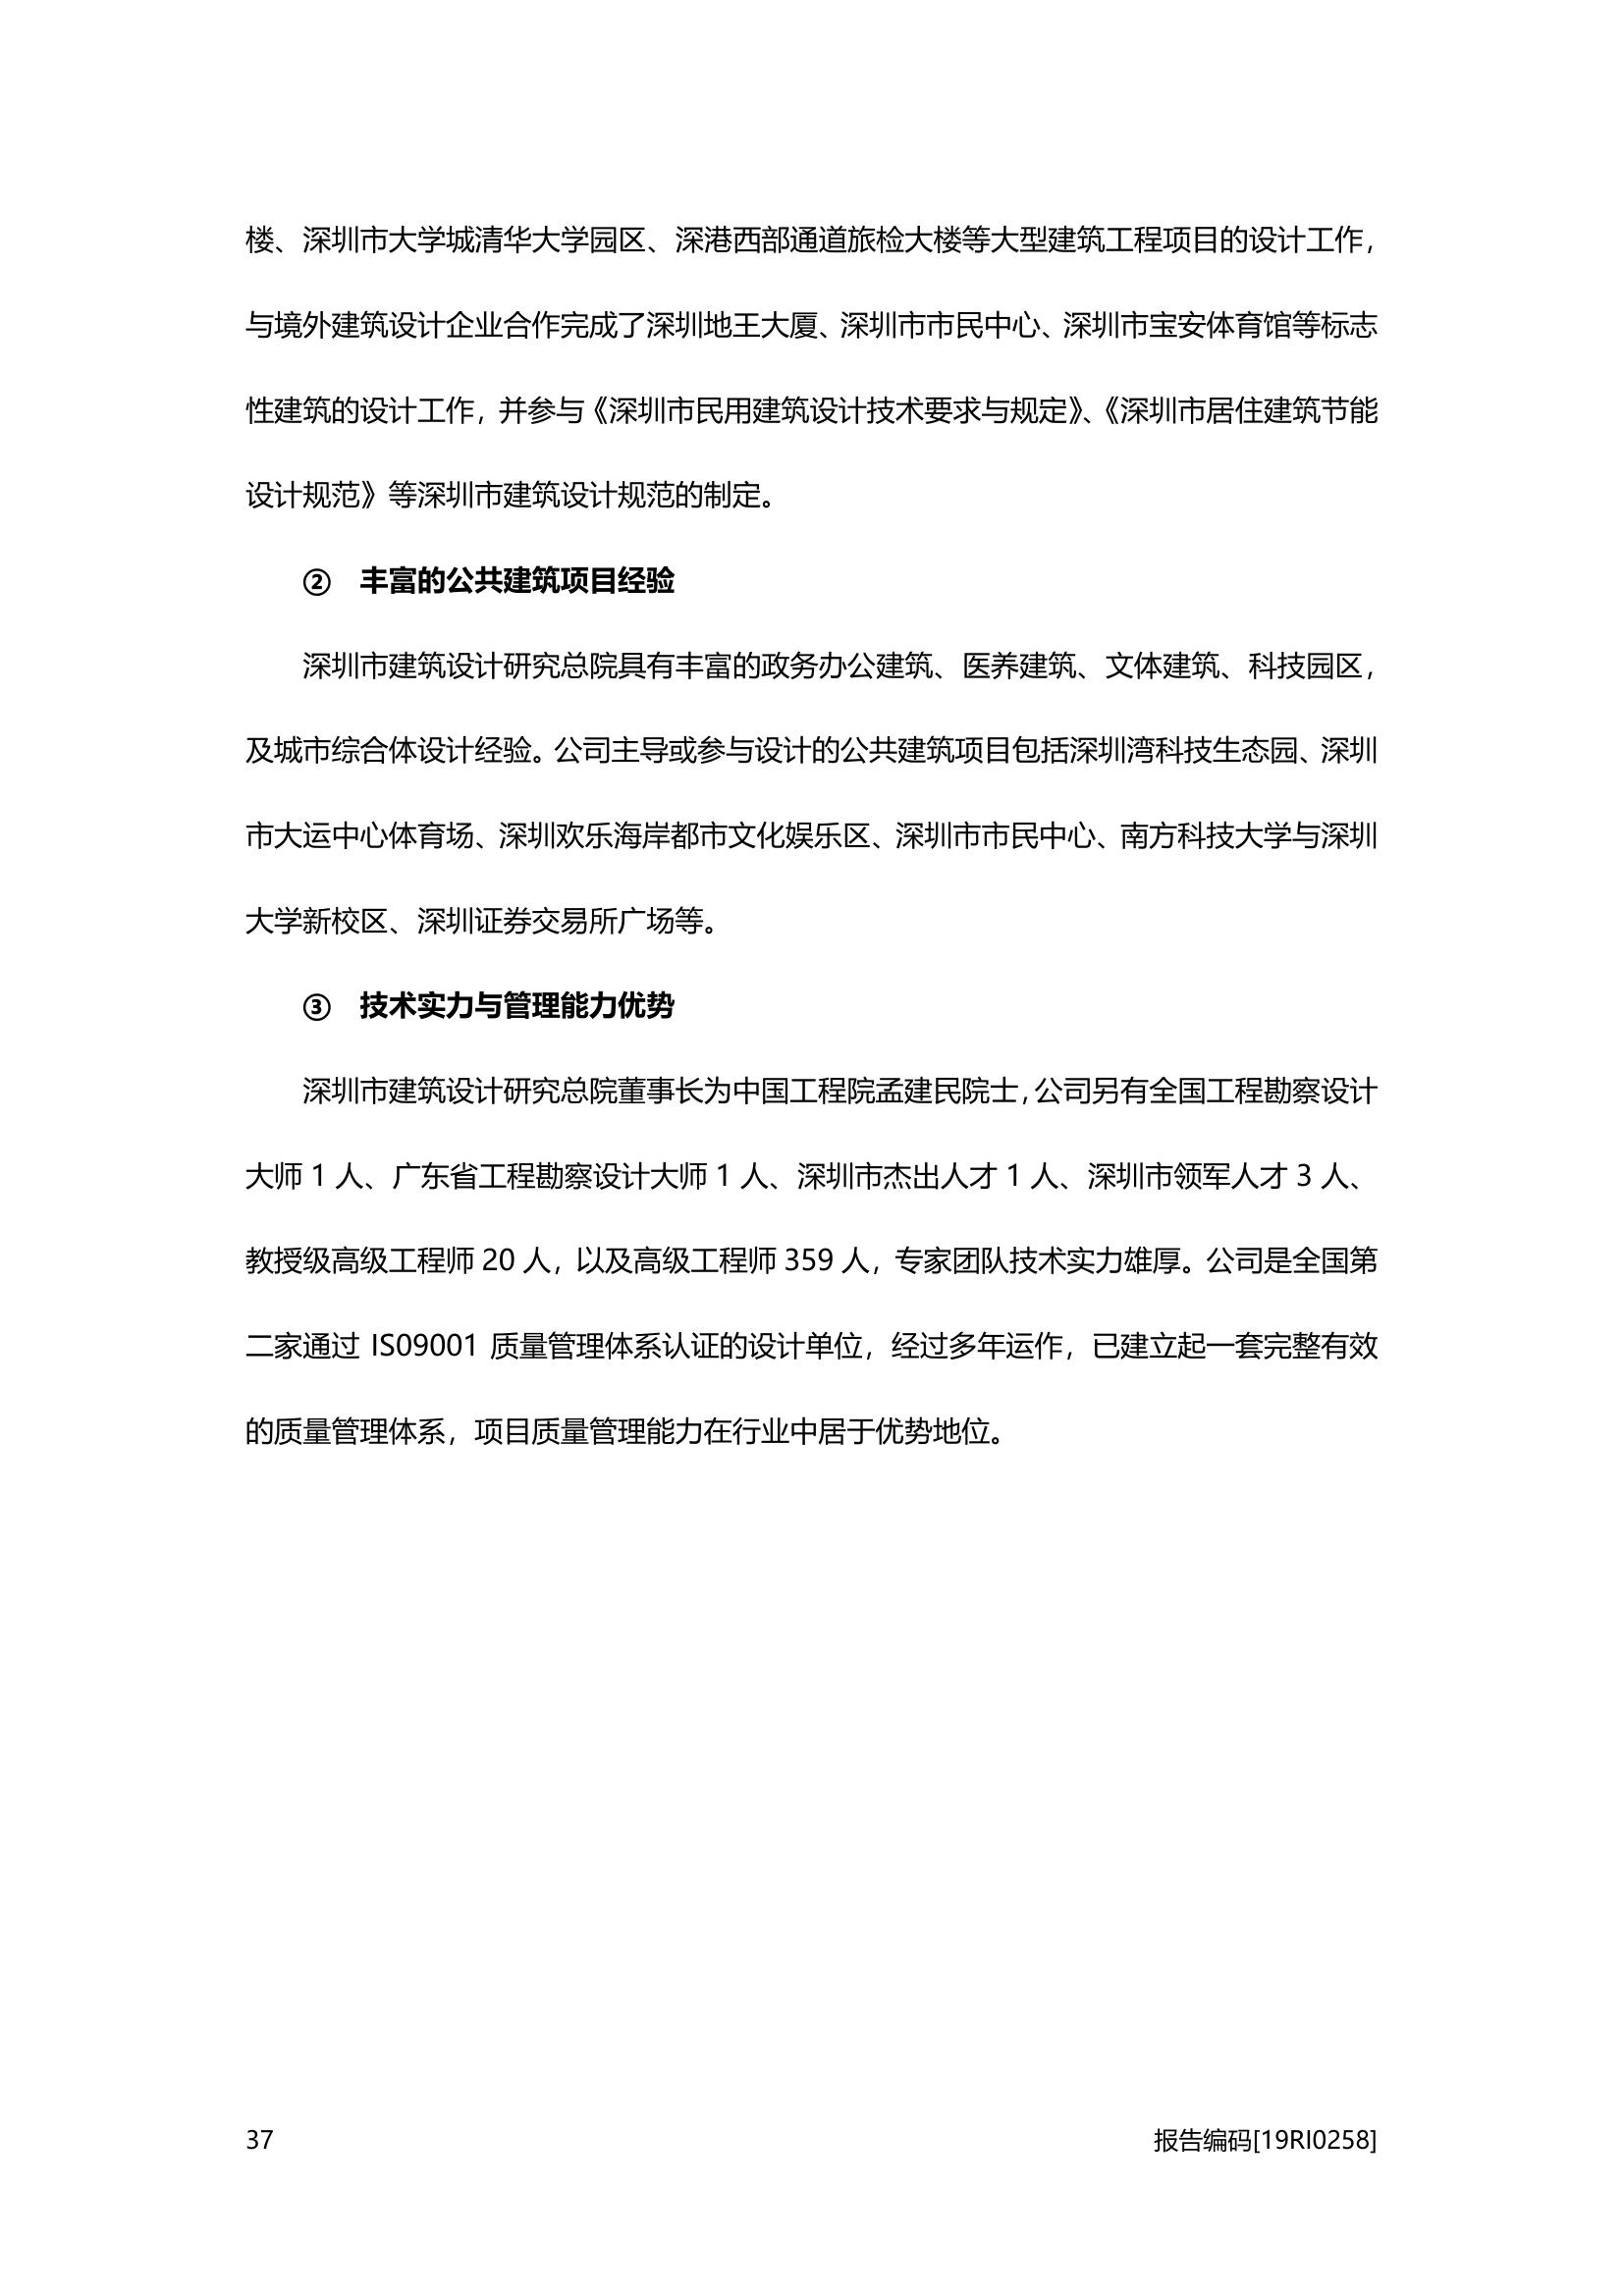 楼、深圳市大学城清华大学园区、深港西部通道旅检大楼等大型建筑工程项目的设计工作，
与境外建筑设计企业合作完成了深圳地王大厦、深圳市市民中心、深圳市宝安体育馆等标志
性建筑的设计工作，并参与《深圳市民用建筑设计技术要求与规定》、《深圳市居住建筑节能
设计规范》等深圳市建筑设计规范的制定。
② 丰富的公共建筑项目经验
深圳市建筑设计研究总院具有丰富的政务办公建筑、医养建筑、文体建筑、科技园区，
及城市综合体设计经验。公司主导或参与设计的公共建筑项目包括深圳湾科技生态园、深圳
市大运中心体育场、深圳欢乐海岸都市文化娱乐区、深圳市市民中心、南方科技大学与深圳
大学新校区、深圳证券交易所广场等。
③ 技术实力与管理能力优势
深圳市建筑设计研究总院董事长为中国工程院孟建民院士，公司另有全国工程勘察设计
大师 1 人、广东省工程勘察设计大师 1 人、深圳市杰出人才 1 人、深圳市领军人才 3 人、
教授级高级工程师 20 人，以及高级工程师 359 人，专家团队技术实力雄厚。公司是全国第
二家通过 IS09001 质量管理体系认证的设计单位，经过多年运作，已建立起一套完整有效
的质量管理体系，项目质量管理能力在行业中居于优势地位。
37
报告编码[19RI0258]